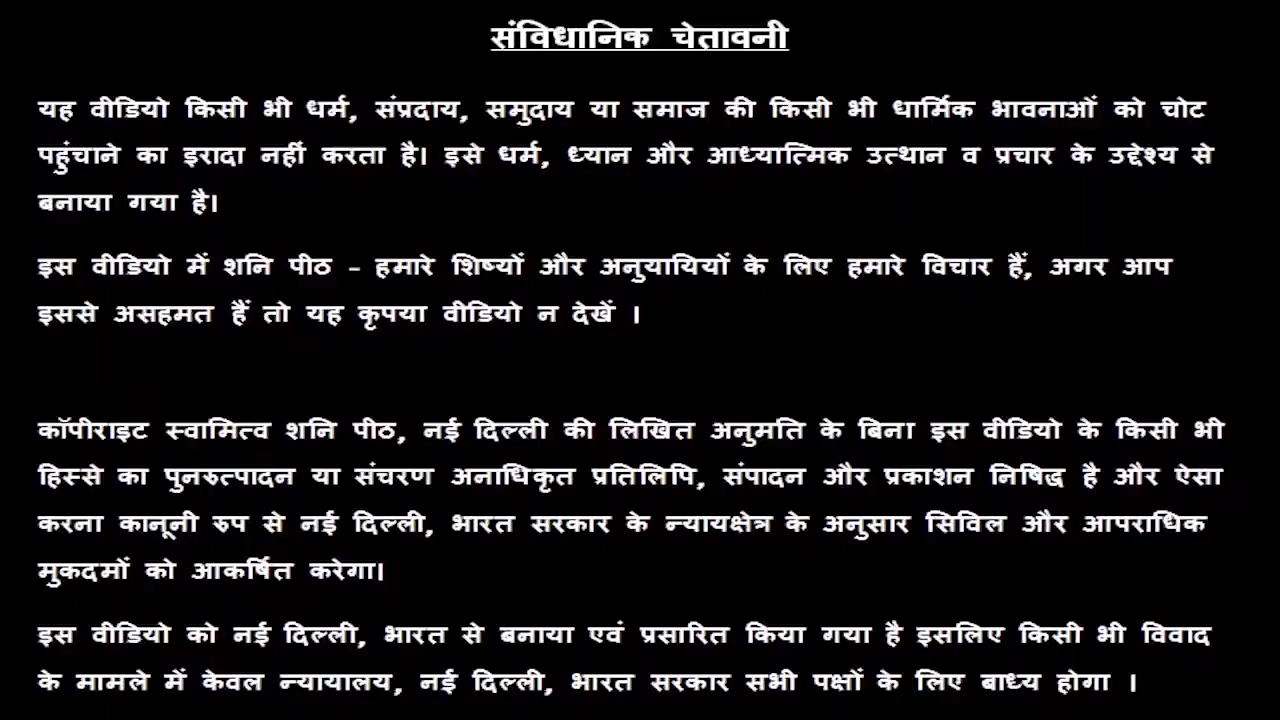 संविधानिक चेतावनी
यह वीडियो किसी भी धर्म, संप्रदाय, समुदाय या समाज की किसी भी धार्मिक भावनाओं को चोट
पहुंचाने का इरादा नहीं करता है। इसे धर्म, ध्यान और आध्यात्मिक उत्थान व प्रचार के उद्देश्य से
बनाया गया है।
इस वीडियो में शनि पीठ – हमारे शिष्यों और अनुयायियों के लिए हमारे विचार हैं, अगर आप
इससे असहमत हैं तो यह कृपया वीडियो न देखें ।
कॉपीराइट स्वामित्व शनि पीठ, नई दिल्ली की लिखित अनुमति के बिना इस वीडियो के किसी भी
हिस्से का पुनरुत्पादन या संचरण अनाधिकृत प्रतिलिपि, संपादन और प्रकाशन निषिद्ध है और ऐसा
करना कानूनी रुप से नई दिल्ली, भारत सरकार के न्यायक्षेत्र के अनुसार सिविल और आपराधिक
मुकदमों को आकर्षित करेगा।
इस वीडियो को नई दिल्ली, भारत से बनाया एवं प्रसारित किया गया है इसलिए किसी भी विवाद
के मामले में केवल न्यायालय, नई दिल्ली, भारत सरकार सभी पक्षों के लिए बाध्य होगा ।